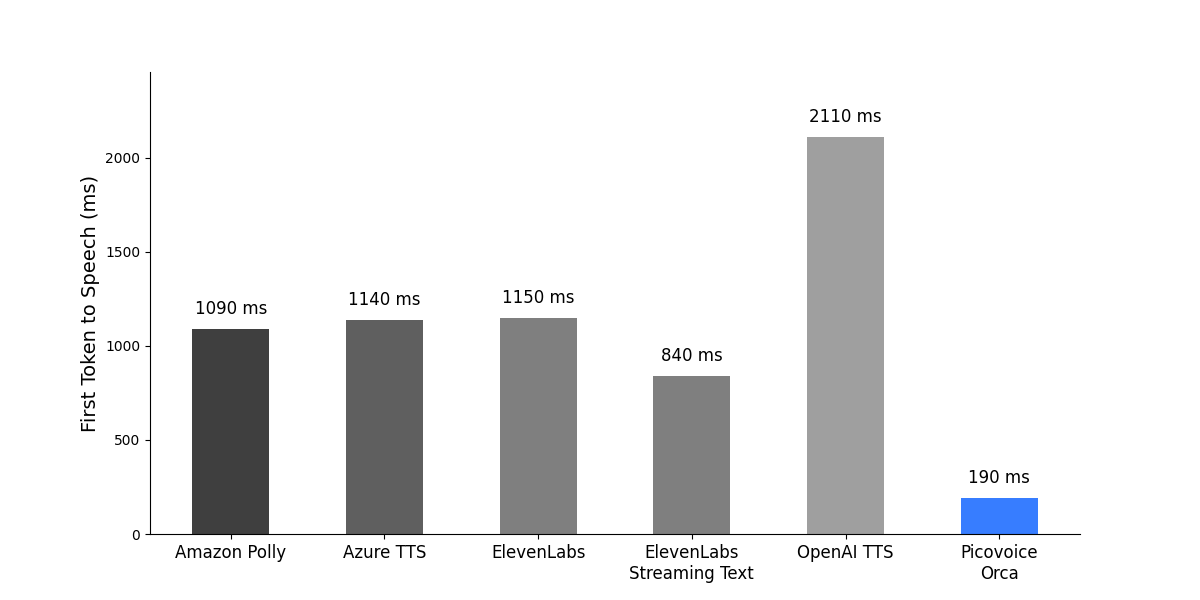 2110 ms
2000
First Token to Speech (ms)
1500
1090 ms
1140 ms
1150 ms
1000
840 ms
500
190 ms
0
Amazon Polly
Azure TTS
ElevenLabs
ElevenLabs
Streaming Text
OpenAI TTS
Picovoice
Orca